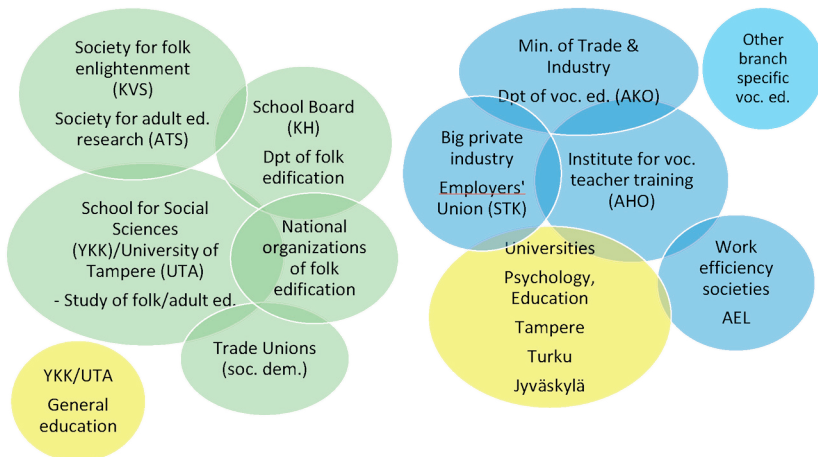 Society for folk
enlightenment
(KVS)
Society for adult ed.
research (ATS)
School Board
(KH)
Dpt of folk
edification
School for Social
Sciences
(YKK)/University of
Tampere (UTA)
- Study of folk/adult ed.
National
organizations
of folk
edification
Trade Unions
(soc. dem.)
YKK/UTA
General
education
Min. of Trade &
Industry
Dpt of voc. ed. (AKO)
Other
branch
specific
voc. ed.
Big private
industry
Employers'
Union (STK)
Institute for voc.
teacher training
(AHO)
Universities
Psychology,
Education
Tampere
Turku
Jyväskylä
Work
efficiency
societies
AEL